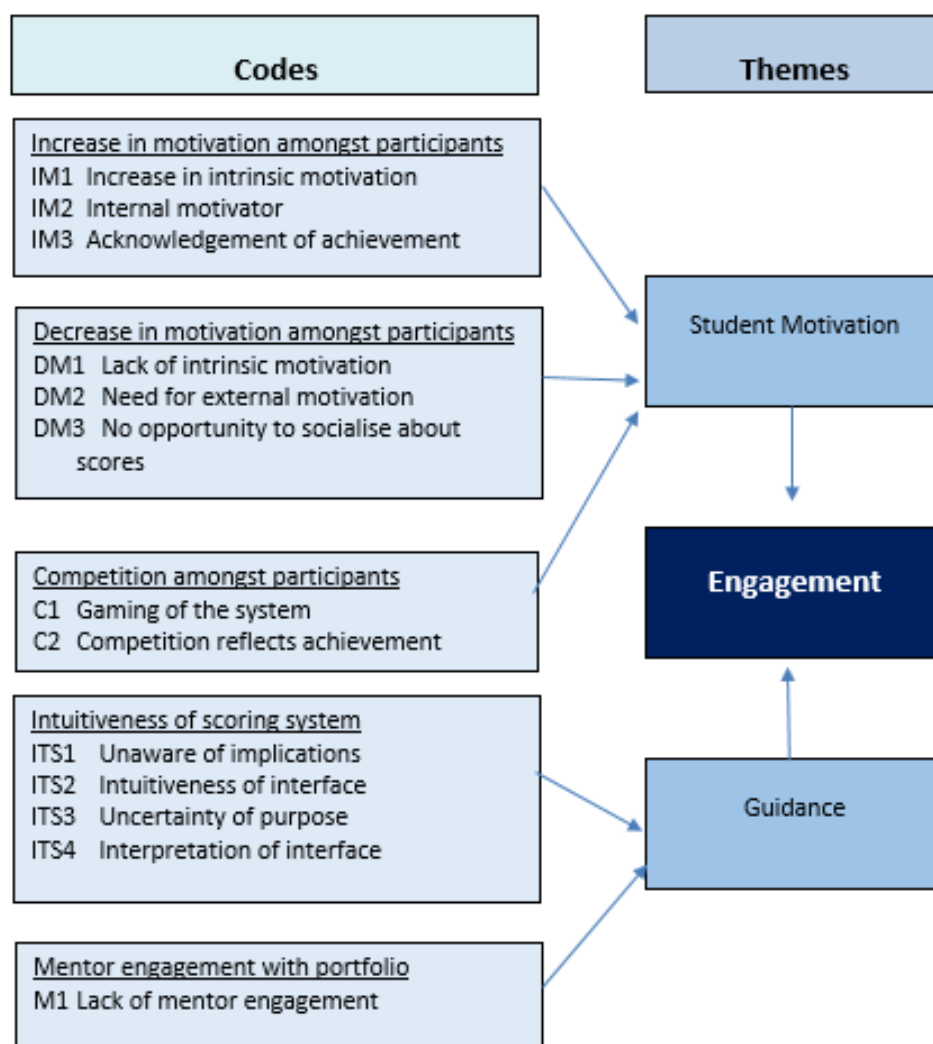 Codes
Themes
Increase in motivation amongst participants
IM1 Increase in intrinsic motivation
IM2 Internal motivator
IM3 Acknowledgement of achievement
Decrease in motivation amongst participants
DM1 Lack of intrinsic motivation
DM2 Need for external motivation
DM3 No opportunity to socialise about
scores
Competition amongst participants
C1 Gaming of the system
C2 Competition reflects achievement
Intuitiveness of scoring system
ITS1 Unaware of implications
ITS2 Intuitiveness of interface
ITS3 Uncertainty of purpose
ITS4 Interpretation of interface
Mentor engagement with portfolio
M1 Lack of mentor engagement
Student Motivation
Engagement
Guidance